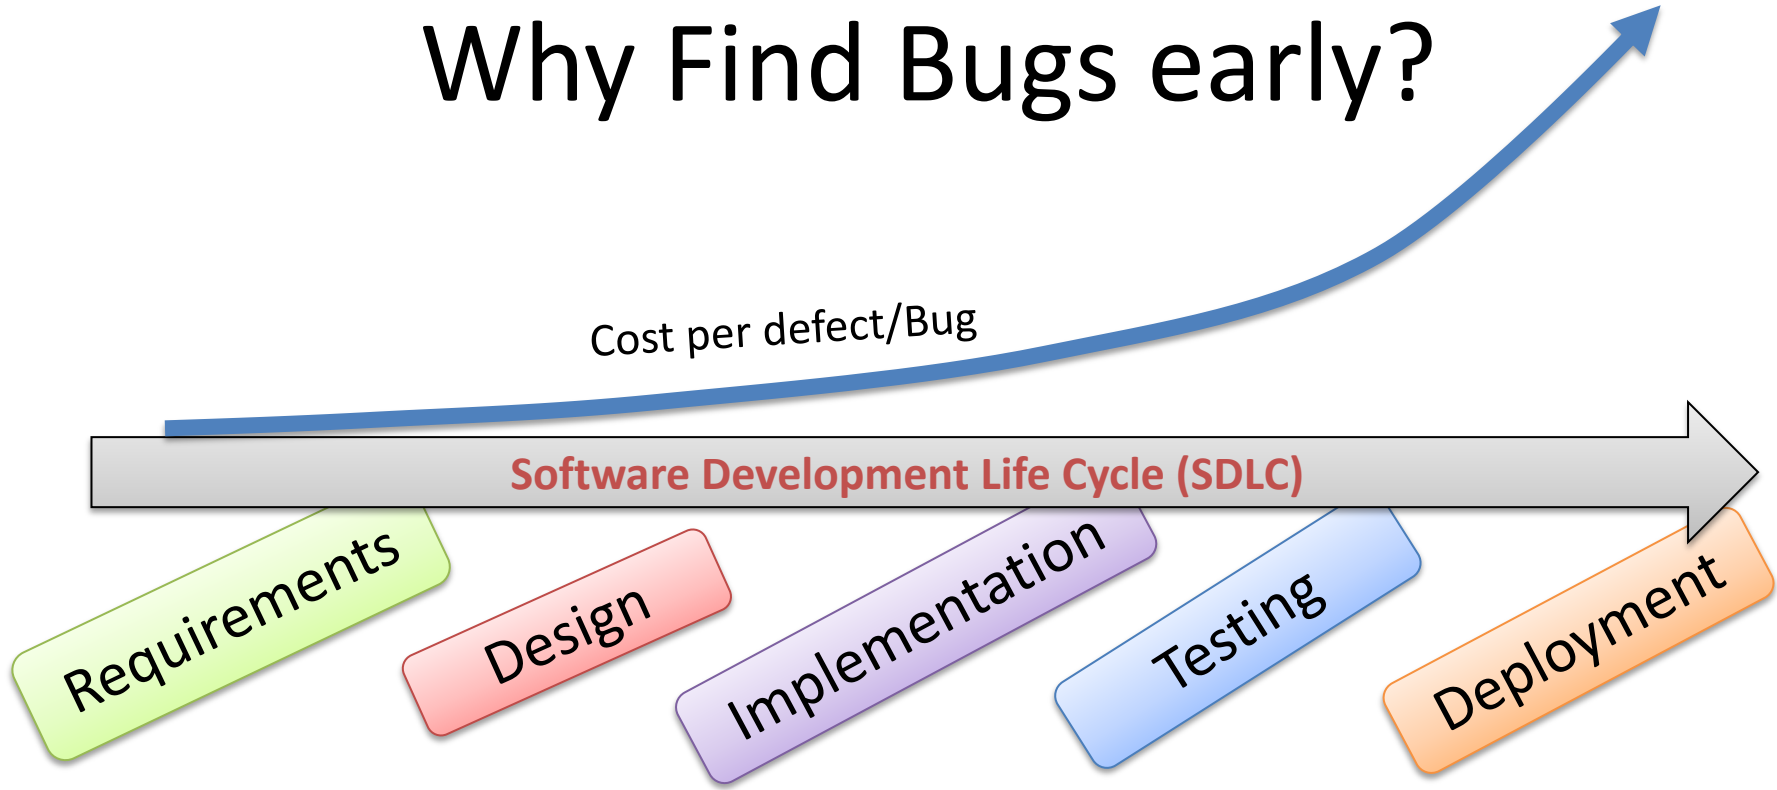 Why Find Bugs early?
Cost per defect/Bug
Software Development Life Cycle (SDLC)
Requirements
Design
Implementation
Testing
Deployment